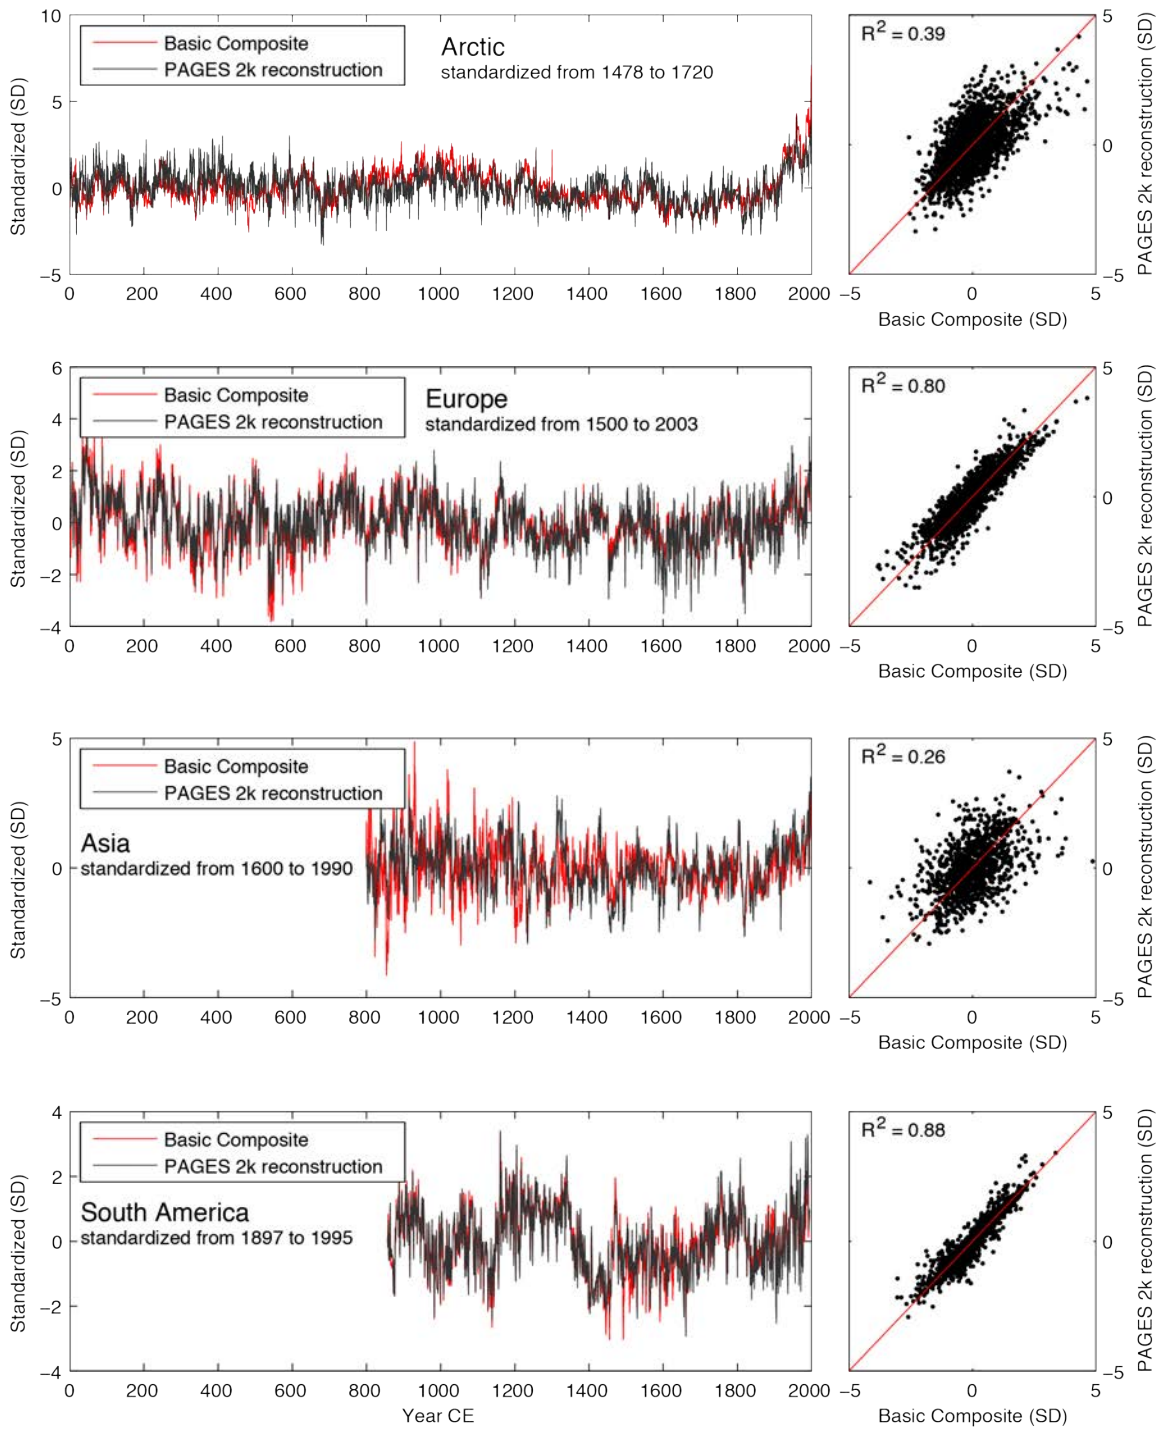 10
5
0
−5
Standardized (SD)
Basic Composite
PAGES 2k reconstruction
Arctic
standardized from 1478 to 1720
0 200 400 600 800 1000 1200 1400 1600 1800 2000
R² = 0.39
5
0
−5
PAGES 2k reconstruction (SD)
−5 0 5
Basic Composite (SD)
6
4
2
0
−2
−4
Standardized (SD)
Basic Composite
PAGES 2k reconstruction
Europe
standardized from 1500 to 2003
0 200 400 600 800 1000 1200 1400 1600 1800 2000
R² = 0.80
5
0
−5
PAGES 2k reconstruction (SD)
−5 0 5
Basic Composite (SD)
5
0
−5
Standardized (SD)
Basic Composite
PAGES 2k reconstruction
Asia
standardized from 1600 to 1990
0 200 400 600 800 1000 1200 1400 1600 1800 2000
R² = 0.26
5
0
−5
PAGES 2k reconstruction (SD)
−5 0 5
Basic Composite (SD)
4
2
0
−2
−4
Standardized (SD)
Basic Composite
PAGES 2k reconstruction
South America
standardized from 1897 to 1995
0 200 400 600 800 1000 1200 1400 1600 1800 2000
Year CE
R² = 0.88
5
0
−5
PAGES 2k reconstruction (SD)
−5 0 5
Basic Composite (SD)